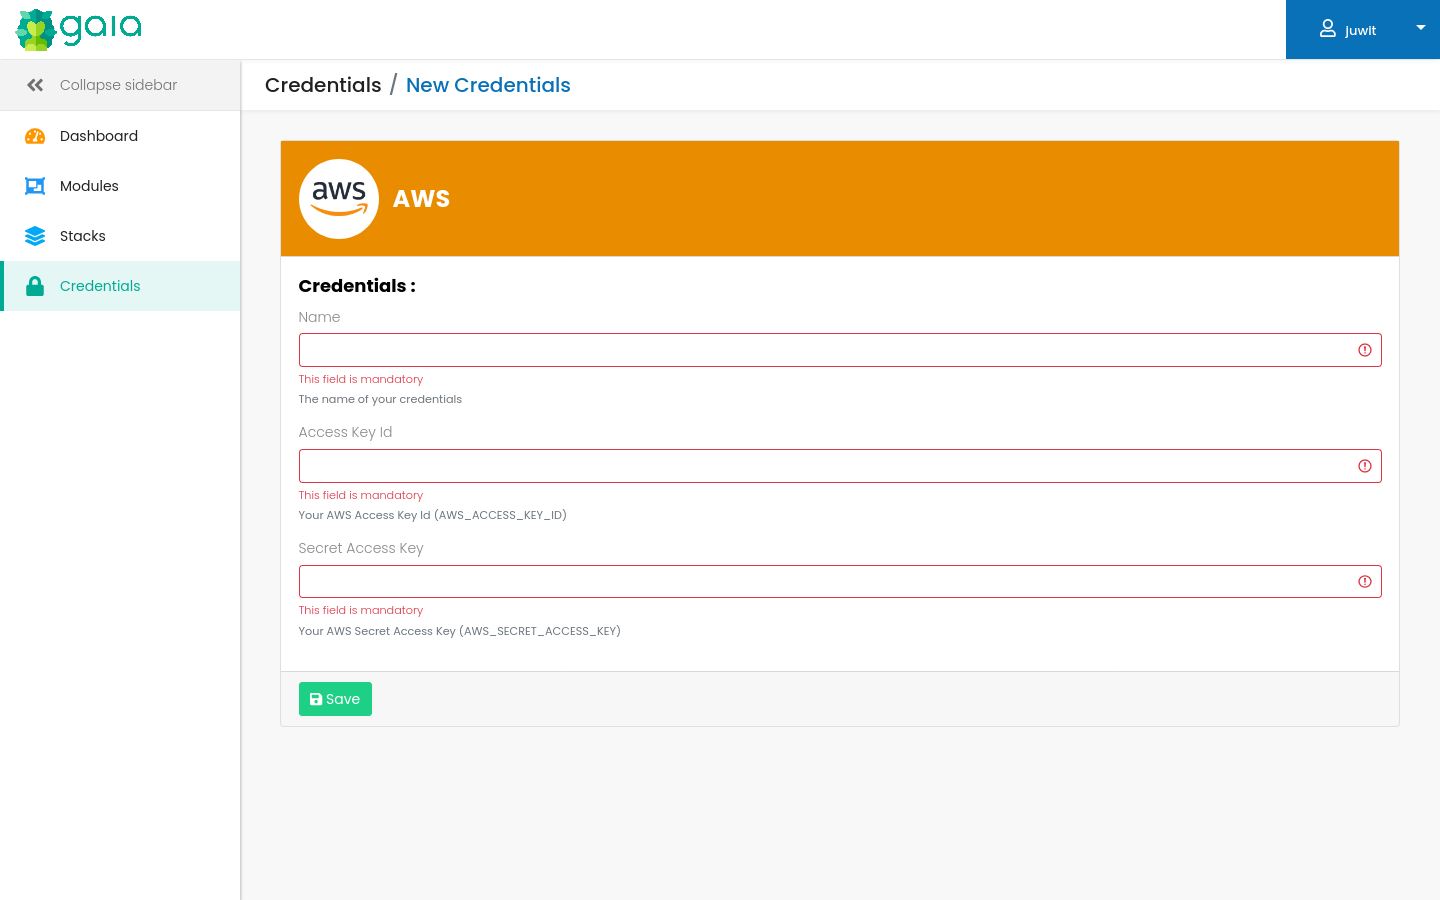 gaia
Juwlt
Collapse sidebar
Credentials / New Credentials
Dashboard
Modules
Stacks
Credentials
aws
AWS
Credentials :
Name
This field is mandatory
The name of your credentials
Access Key Id
This field is mandatory
Your AWS Access Key Id (AWS_ACCESS_KEY_ID)
Secret Access Key
This field is mandatory
Your AWS Secret Access Key (AWS_SECRET_ACCESS_KEY)
Save